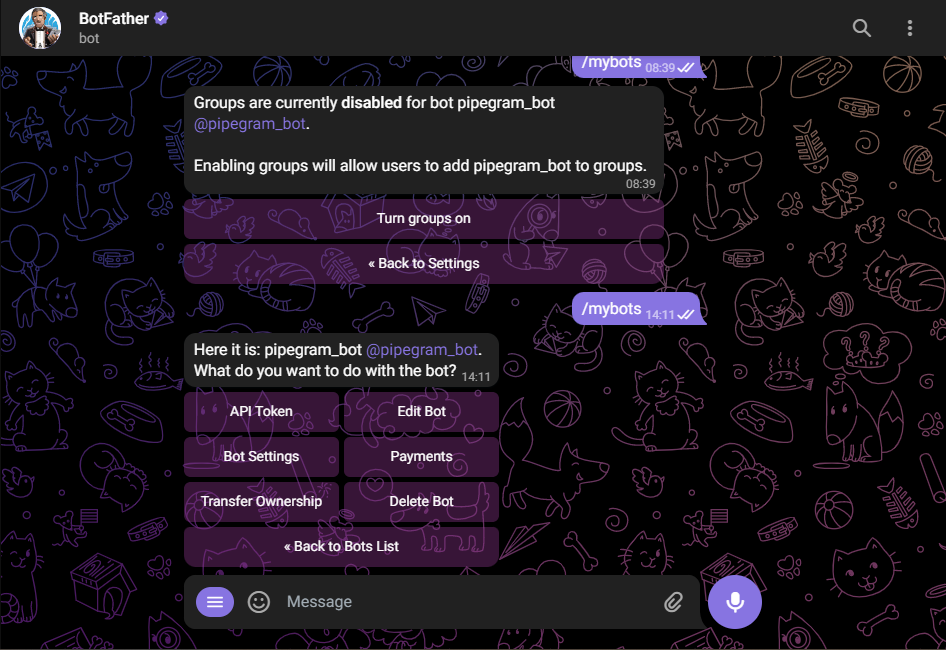 BotFather
bot
/mybots 08:39
Groups are currently disabled for bot pipegram_bot
@pipegram_bot.
Enabling groups will allow users to add pipegram_bot to groups.
08:39
Turn groups on
« Back to Settings
/mybots 14:11
Here it is: pipegram_bot @pipegram_bot.
What do you want to do with the bot? 14:11
API Token
Edit Bot
Bot Settings
Payments
Transfer Ownership
Delete Bot
« Back to Bots List
Message